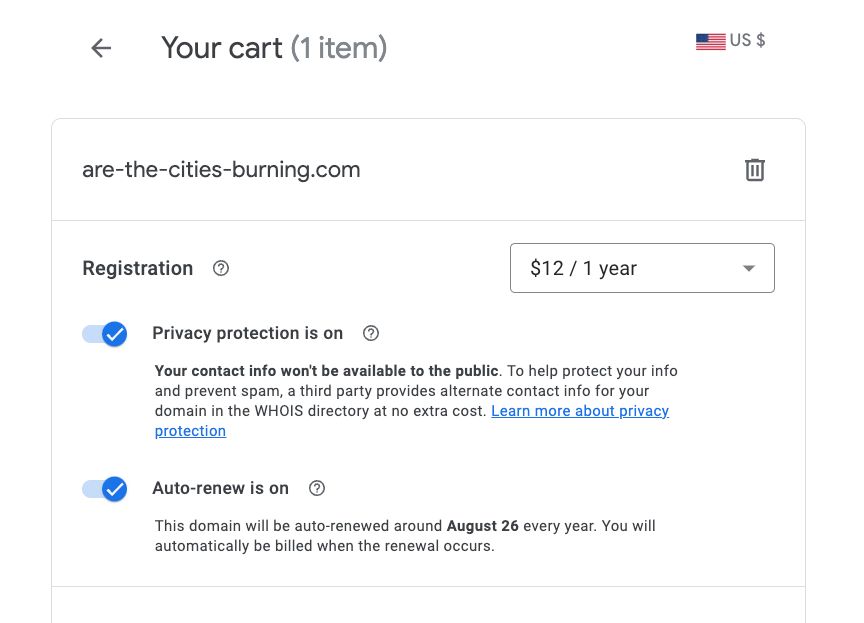 Your cart (1 item)
US $
are-the-cities-burning.com
Registration
$12 / 1 year
Privacy protection is on
Your contact info won't be available to the public. To help protect your info
and prevent spam, a third party provides alternate contact info for your
domain in the WHOIS directory at no extra cost. Learn more about privacy
protection
Auto-renew is on
This domain will be auto-renewed around August 26 every year. You will
automatically be billed when the renewal occurs.